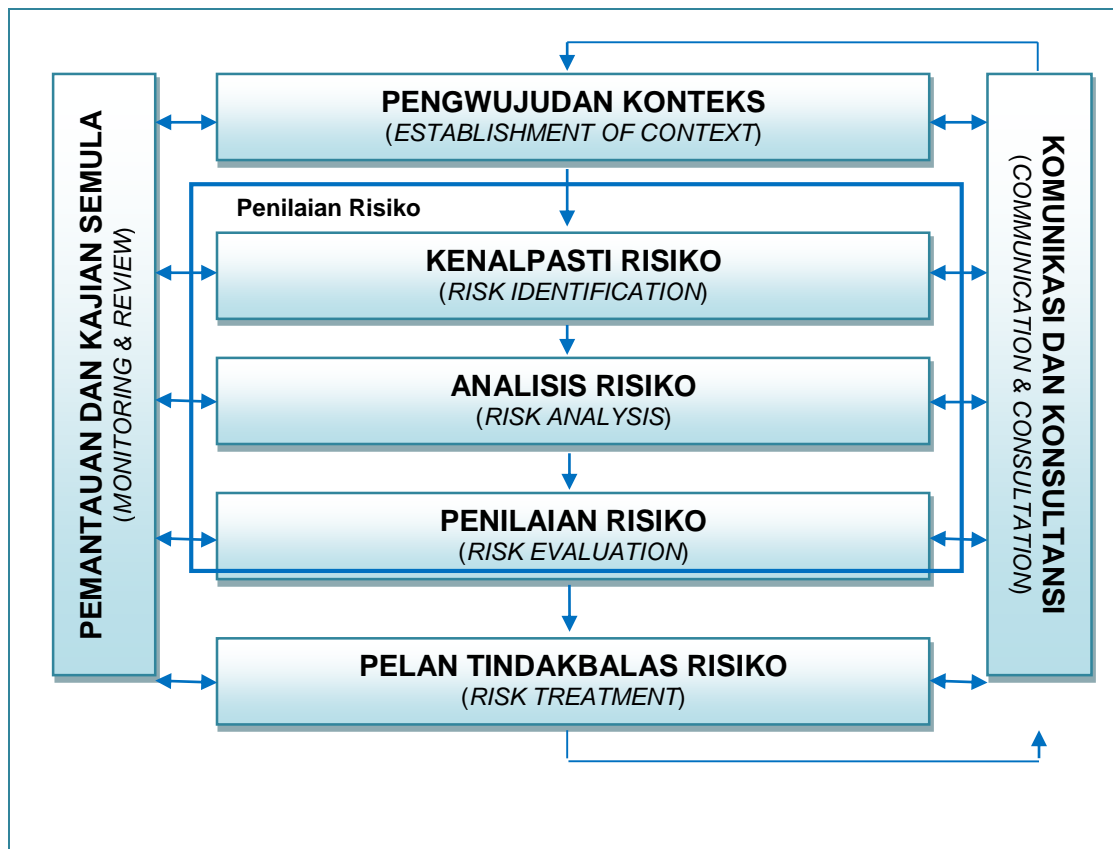 PENGWUJUDAN KONTEKS
(ESTABLISHMENT OF CONTEXT)
Penilaian Risiko
KENALPASTI RISIKO
(RISK IDENTIFICATION)
ANALISIS RISIKO
(RISK ANALYSIS)
PENILAIAN RISIKO
(RISK EVALUATION)
PELAN TINDAKBALAS RISIKO
(RISK TREATMENT)
PEMANTAUAN DAN KAJIAN SEMULA
(MONITORING & REVIEW)
KOMUNIKASI DAN KONSULTANSI
(COMMUNICATION & CONSULTATION)